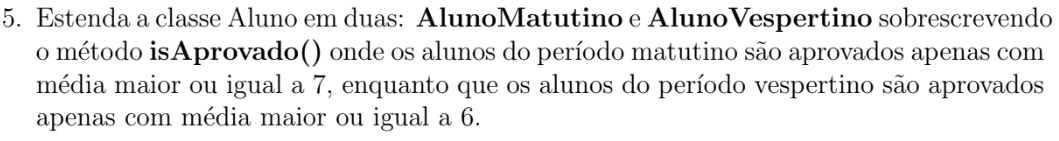 5. Estenda a classe Aluno em duas: AlunoMatutino e AlunoVespertino sobrescrevendo
o método isAprovado() onde os alunos do período matutino são aprovados apenas com
média maior ou igual a 7, enquanto que os alunos do período vespertino são aprovados
apenas com média maior ou igual a 6.